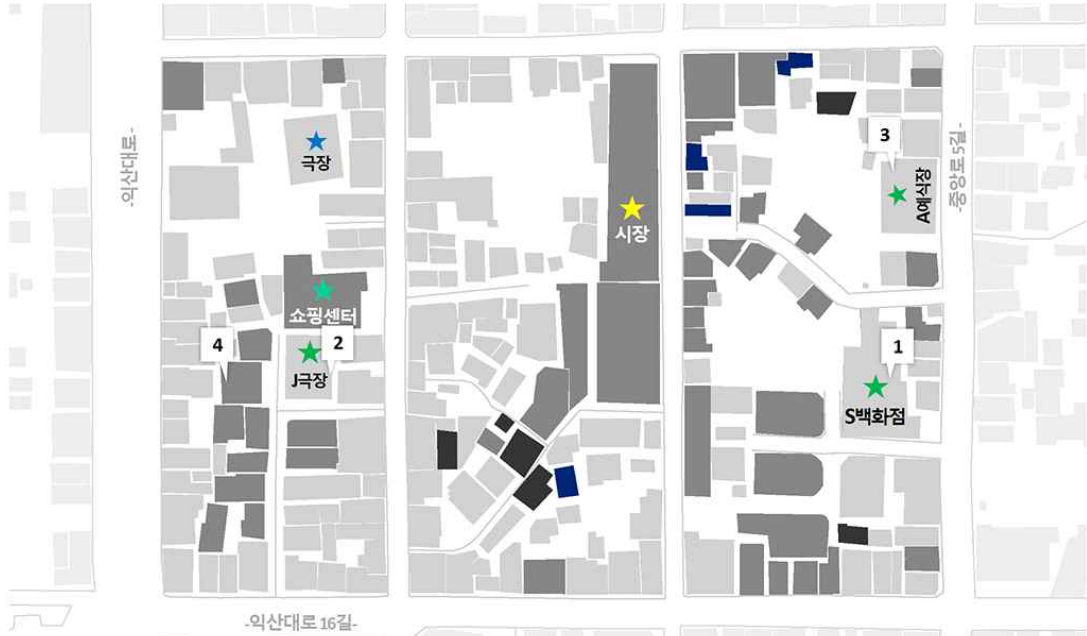 -익산대로-
극장
시장
3
A예식장
-중앙로 5길-
쇼핑센터
4
2
J극장
1
S백화점
-익산대로 16길-